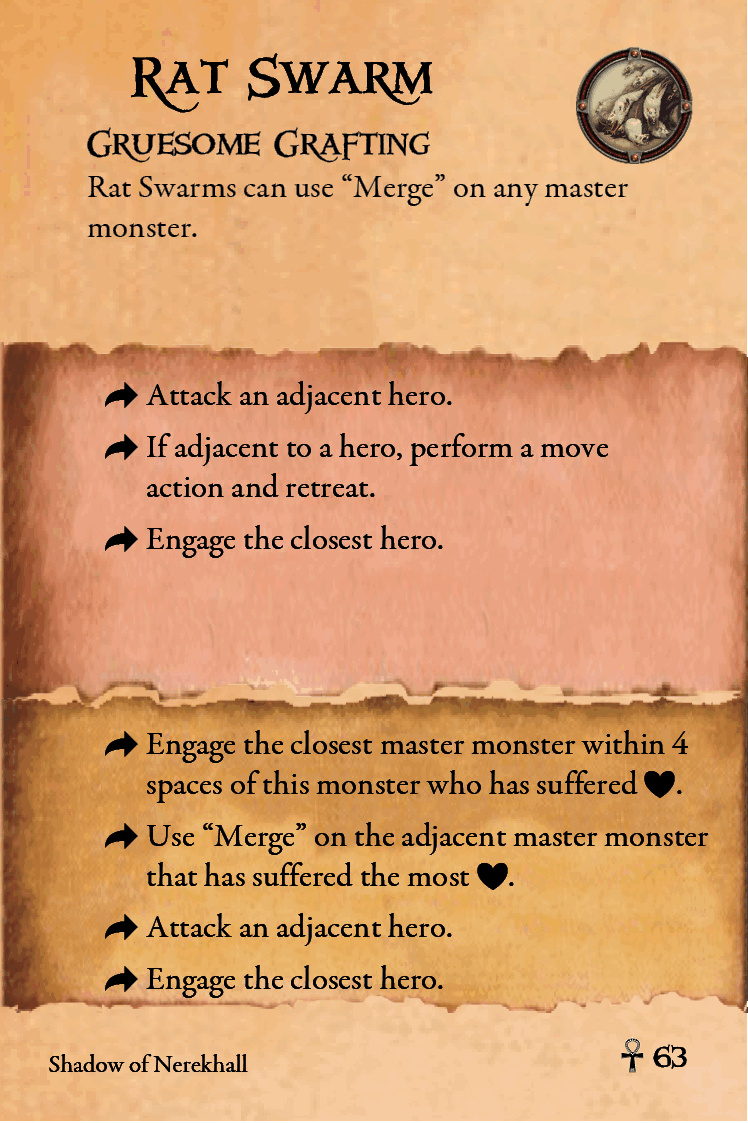 Rat Swarm
Gruesome Grafting
Rat Swarms can use “Merge” on any master
monster.
Attack an adjacent hero.
If adjacent to a hero, perform a move
action and retreat.
Engage the closest hero.
Engage the closest master monster within 4
spaces of this monster who has suffered ♥.
Use “Merge” on the adjacent master monster
that has suffered the most ♥.
Attack an adjacent hero.
Engage the closest hero.
Shadow of Nerekhall
63